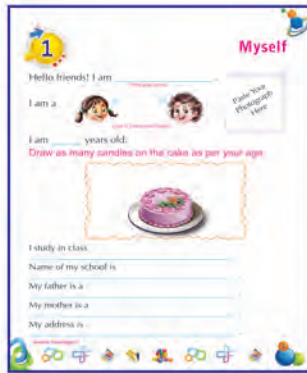 1
Myself
Hello friends! I am
Paste Your
Photograph
Here
I am a
I am years old.
Draw as many candles on the cake as per your age.
I study in class
Name of my school is
My father is a
My mother is a
My address is